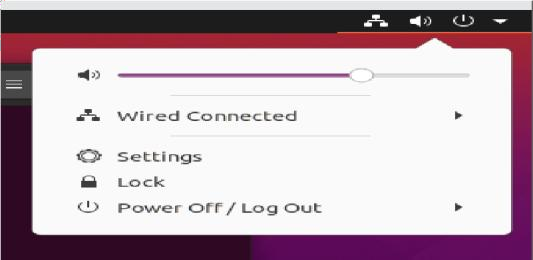 Wired Connected
Settings
Lock
Power Off / Log Out